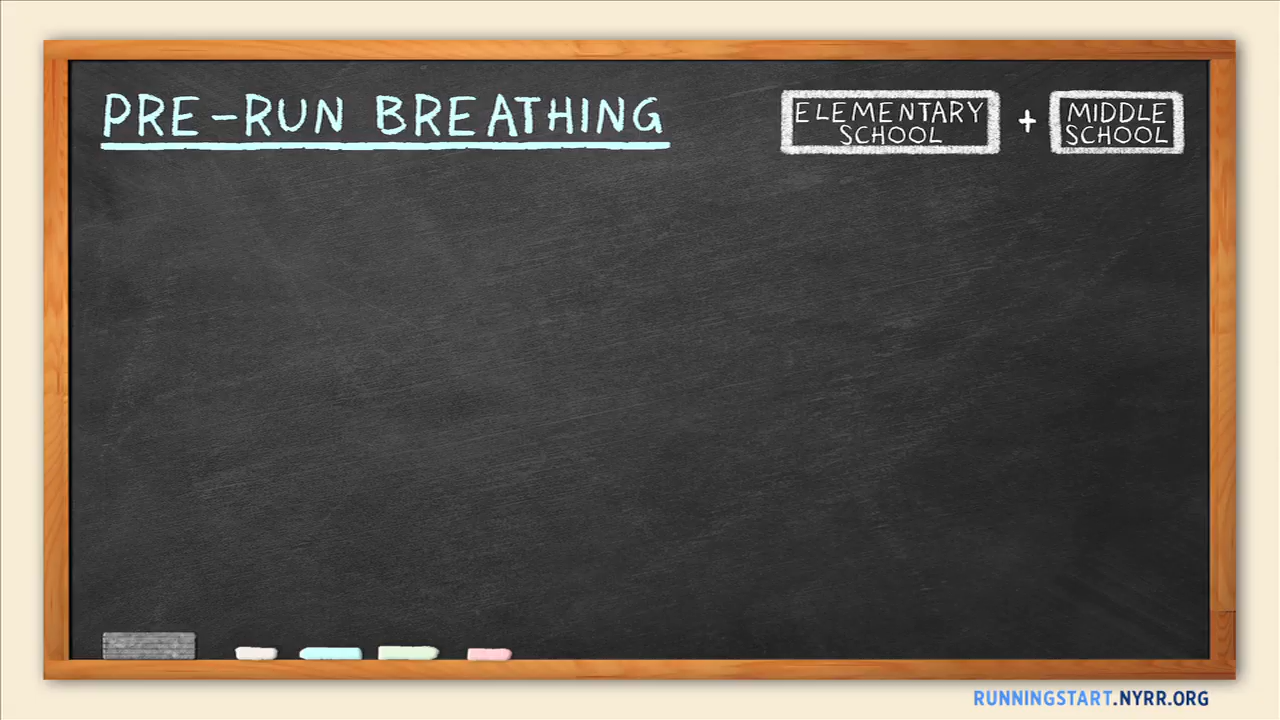 PRE-RUN BREATHING
ELEMENTARY
SCHOOL
+
MIDDLE
SCHOOL
RUNNINGSTART.NYRR.ORG